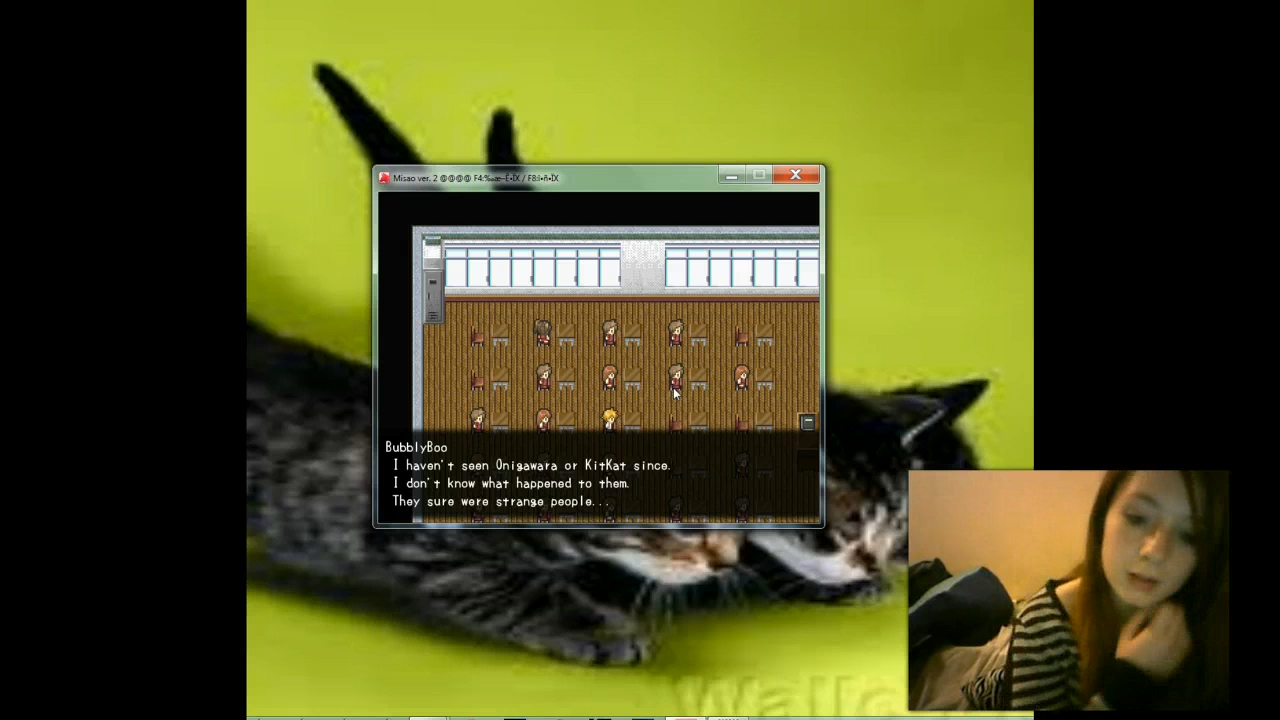 Misao ver. 2 @@@@
BubblyBoo
I haven't seen Onigawara or KitKat since.
I don't know what happened to them.
They sure were strange people...